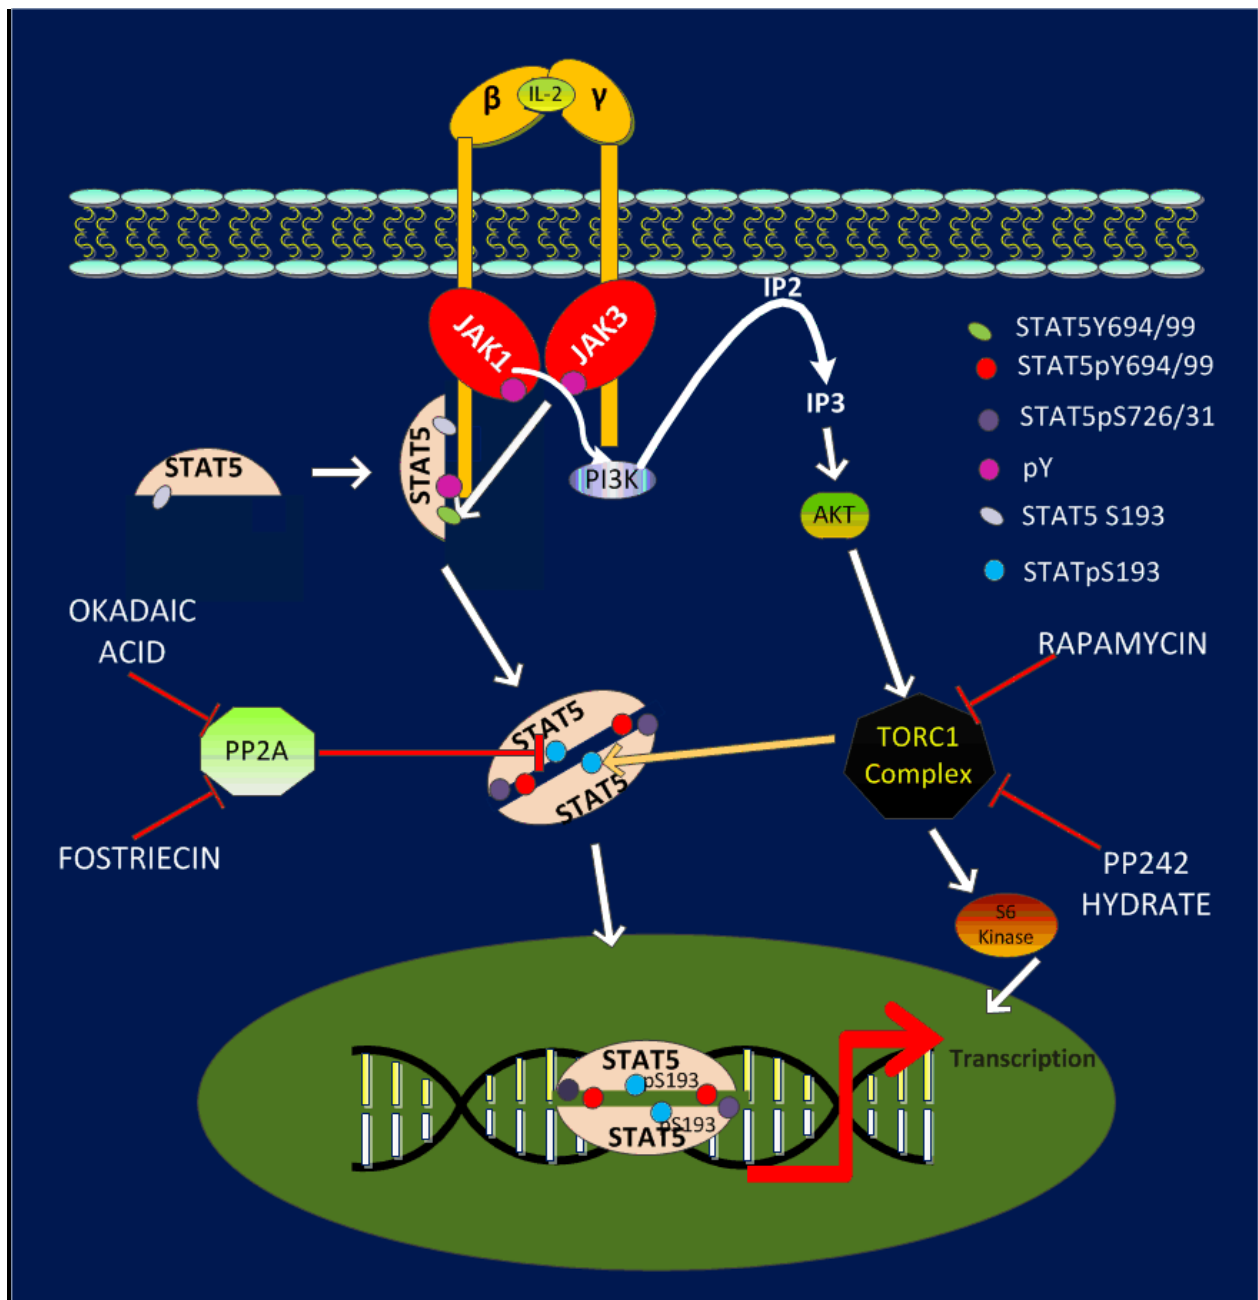 β
IL-2
γ
JAK1
JAK3
IP2
IP3
STAT5
STAT5
PI3K
AKT
STAT5Y694/99
STAT5pY694/99
STAT5pS726/31
pY
STAT5 S193
STATpS193
OKADAIC
ACID
RAPAMYCIN
PP2A
STAT5
STAT5
TORC1
Complex
FOSTRIECIN
PP242
HYDRATE
S6
Kinase
STAT5
pS193
pS193
STAT5
Transcription